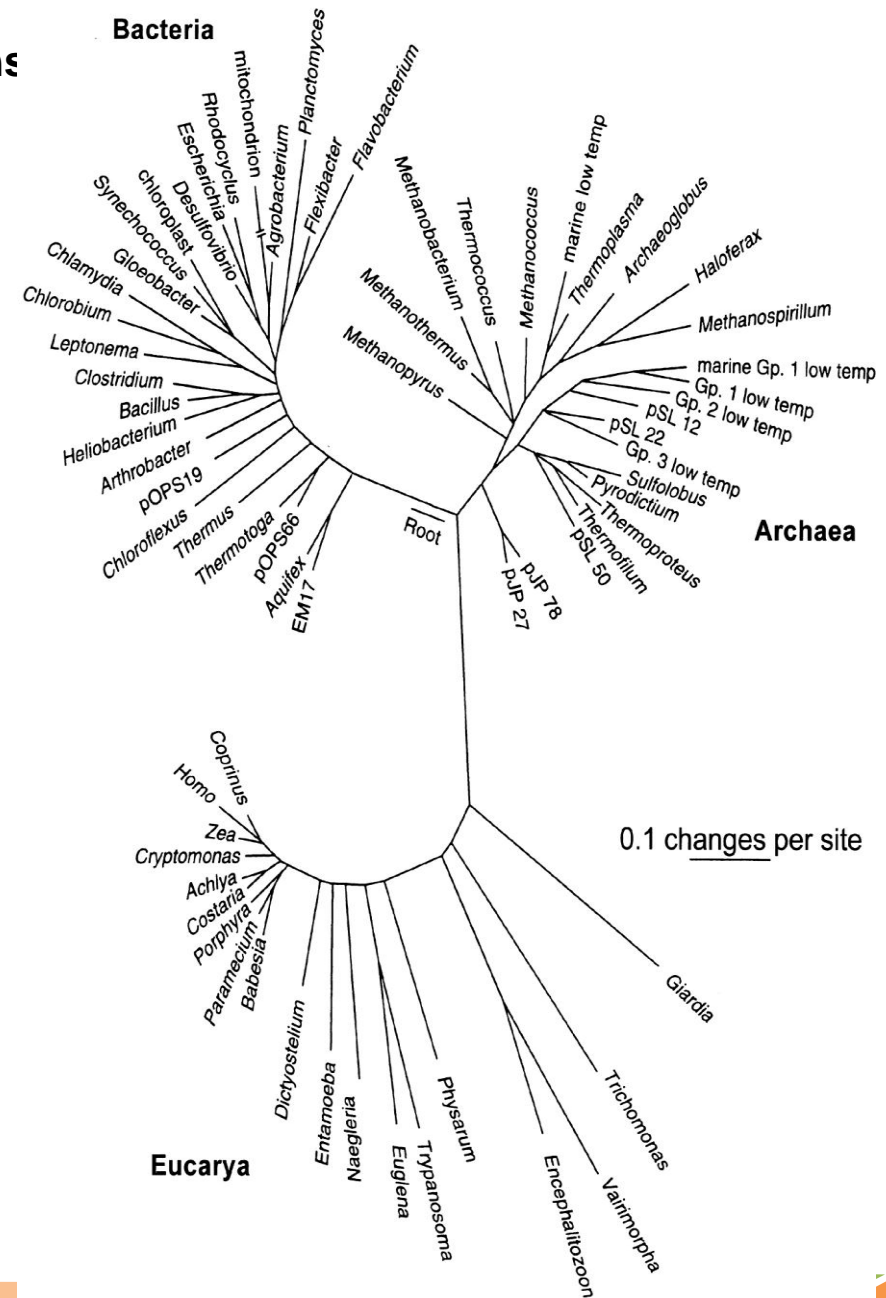 Bacteria
ns
Planctomyces
mitochondrion
Flavobacterium
Rhodocyclus
Escherichia
Agrobacterium
Flexibacter
Desulfovibrio
chloroplast
Synechococcus
Gloeobacter
Chlamydia
Chlorobium
Leptonema
Clostridium
Bacillus
Heliobacterium
Arthrobacter
pOPS19
Chloroflexus
Thermus
Thermotoga
pOPS66
Aquifex
EM17
Root
Methanopyrus
Methanothermus
Methanobacterium
Thermococcus
Methanococcus
marine low temp
Thermoplasma
Archaeoglobus
Haloferax
Methanospirillum
marine Gp. 1 low temp
Gp. 1 low temp
Gp. 2 low temp
pSL 12
pSL 22
Gp. 3 low temp
Sulfolobus
Pyrodictium
Thermoproteus
Thermofilum
pSL 50
pJP 78
pJP 27
Archaea
Coprinus
Homo
Zea
Cryptomonas
Achlya
Costaria
Porphyra
Paramecium
Babesia
Dictyostelium
Entamoeba
Naegleria
Euglena
Trypanosoma
Physarum
Encephalitozoon
Vairimorpha
Trichomonas
Giardia
0.1 changes per site
Eucarya